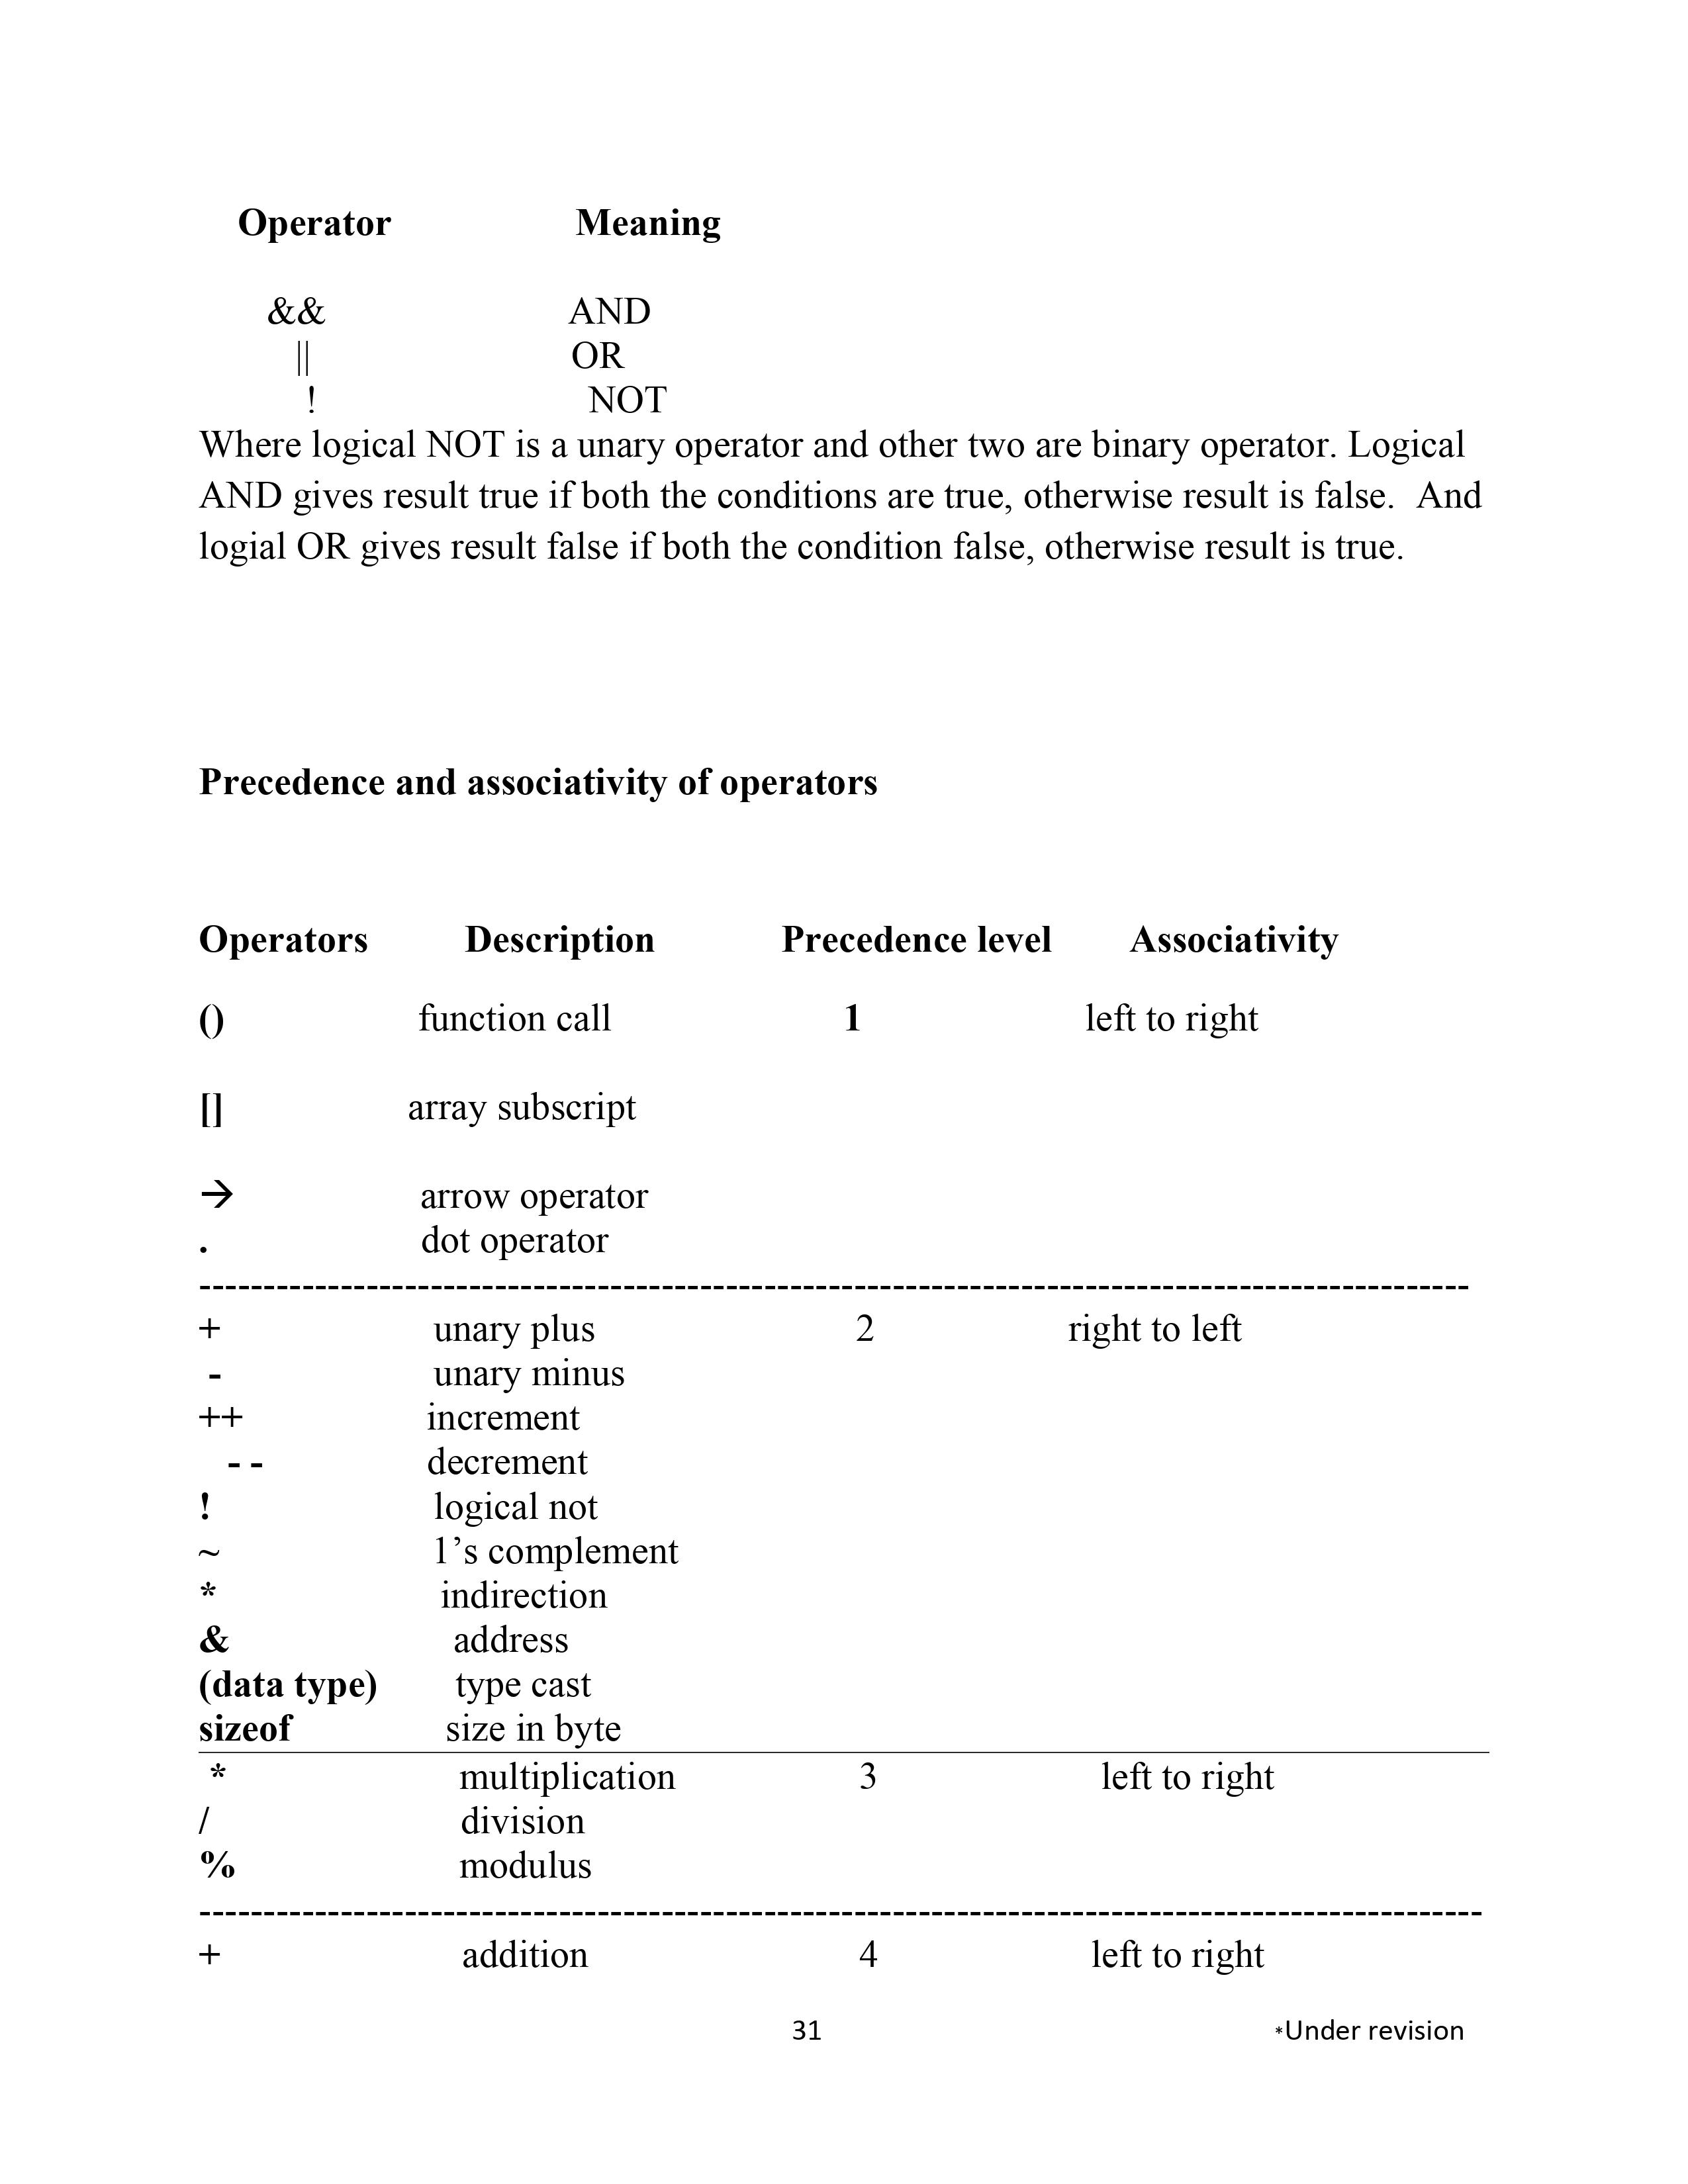 Operator Meaning
&& AND
|| OR
! NOT
Where logical NOT is a unary operator and other two are binary operator. Logical
AND gives result true if both the conditions are true, otherwise result is false. And
logial OR gives result false if both the condition false, otherwise result is true.
Precedence and associativity of operators
Operators Description Precedence level Associativity
() function call 1 left to right
[] array subscript
→ arrow operator
. dot operator
---------------------------------------------------------------------------------------------------
+ unary plus 2 right to left
- unary minus
++ increment
- - decrement
! logical not
~ 1’s complement
* indirection
& address
(data type) type cast
sizeof size in byte
* multiplication 3 left to right
/ division
% modulus
----------------------------------------------------------------------------------------------------
+ addition 4 left to right
31 *Under revision